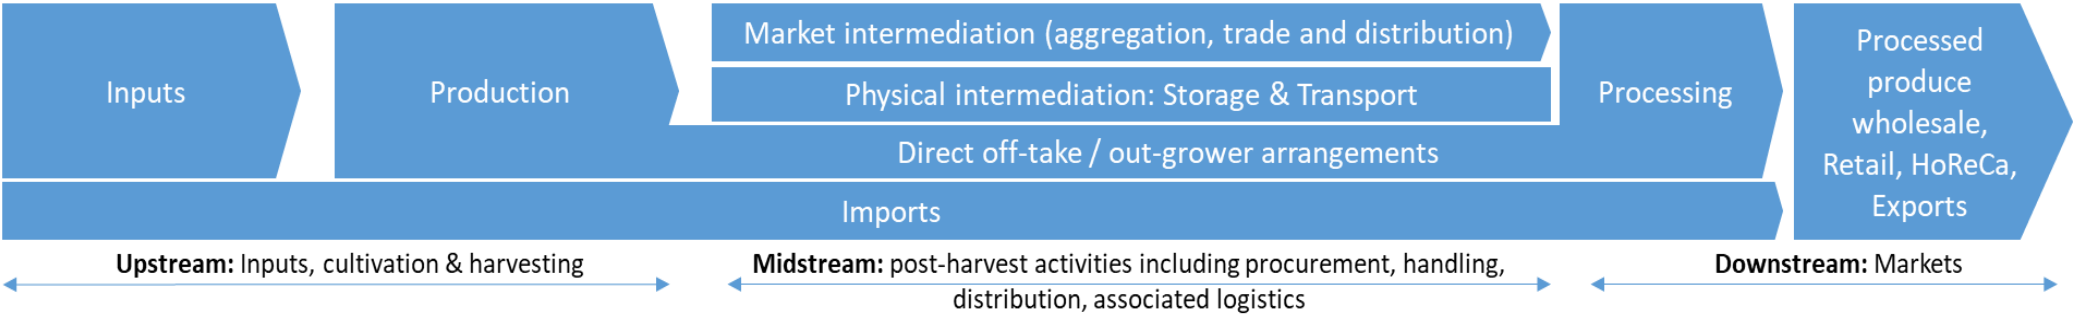 Inputs
Production
Market intermediation (aggregation, trade and distribution)
Physical intermediation: Storage & Transport
Direct off-take / out-grower arrangements
Processing
Processed
produce
wholesale,
Retail, HoReCa,
Exports
Imports
Upstream: Inputs, cultivation & harvesting
Midstream: post-harvest activities including procurement, handling,
distribution, associated logistics
Downstream: Markets